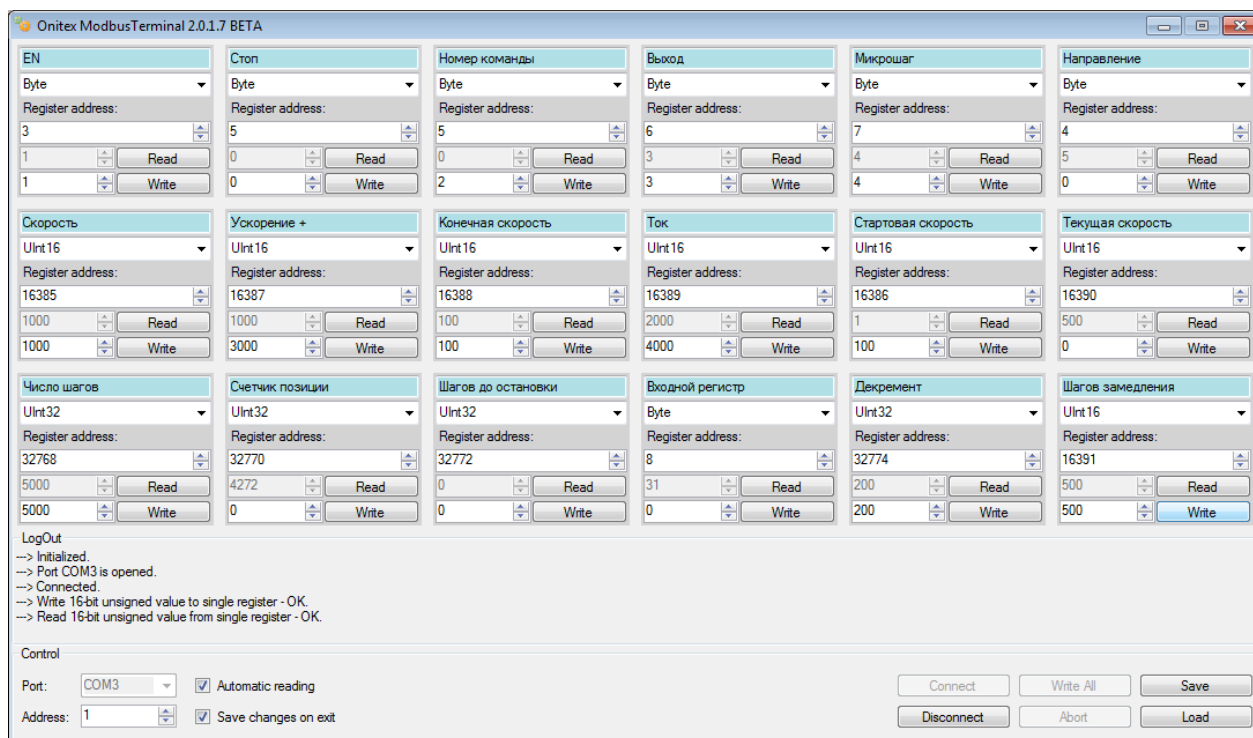 Onitex ModbusTerminal 2.0.1.7 BETA
EN Стоп Номер команды Выход Микрошаг Направление
Byte Byte Byte Byte Byte Byte
Register address: Register address: Register address: Register address: Register address: Register address:
3 5 5 6 7 4
1 Read 0 Read 0 Read 3 Read 4 Read 5 Read
1 Write 0 Write 2 Write 3 Write 4 Write 0 Write
Скорость Ускорение + Конечная скорость Ток Стартовая скорость Текущая скорость
UInt16 UInt16 UInt16 UInt16 UInt16 UInt16
Register address: Register address: Register address: Register address: Register address: Register address:
16385 16387 16388 16389 16386 16390
1000 Read 1000 Read 100 Read 2000 Read 1 Read 500 Read
1000 Write 3000 Write 100 Write 4000 Write 100 Write 0 Write
Число шагов Счетчик позиции Шагов до остановки Входной регистр Декремент Шагов замедления
UInt32 UInt32 UInt32 Byte UInt32 UInt16
Register address: Register address: Register address: Register address: Register address: Register address:
32768 32770 32772 8 32774 16391
5000 Read 4272 Read 0 Read 31 Read 200 Read 500 Read
5000 Write 0 Write 0 Write 0 Write 200 Write 500 Write
LogOut
---> Initialized.
---> Port COM3 is opened.
---> Connected.
---> Write 16-bit unsigned value to single register - OK.
---> Read 16-bit unsigned value from single register - OK.
Control
Port: COM3 Automatic reading Connect Write All Save
Address: 1 Save changes on exit Disconnect Abort Load